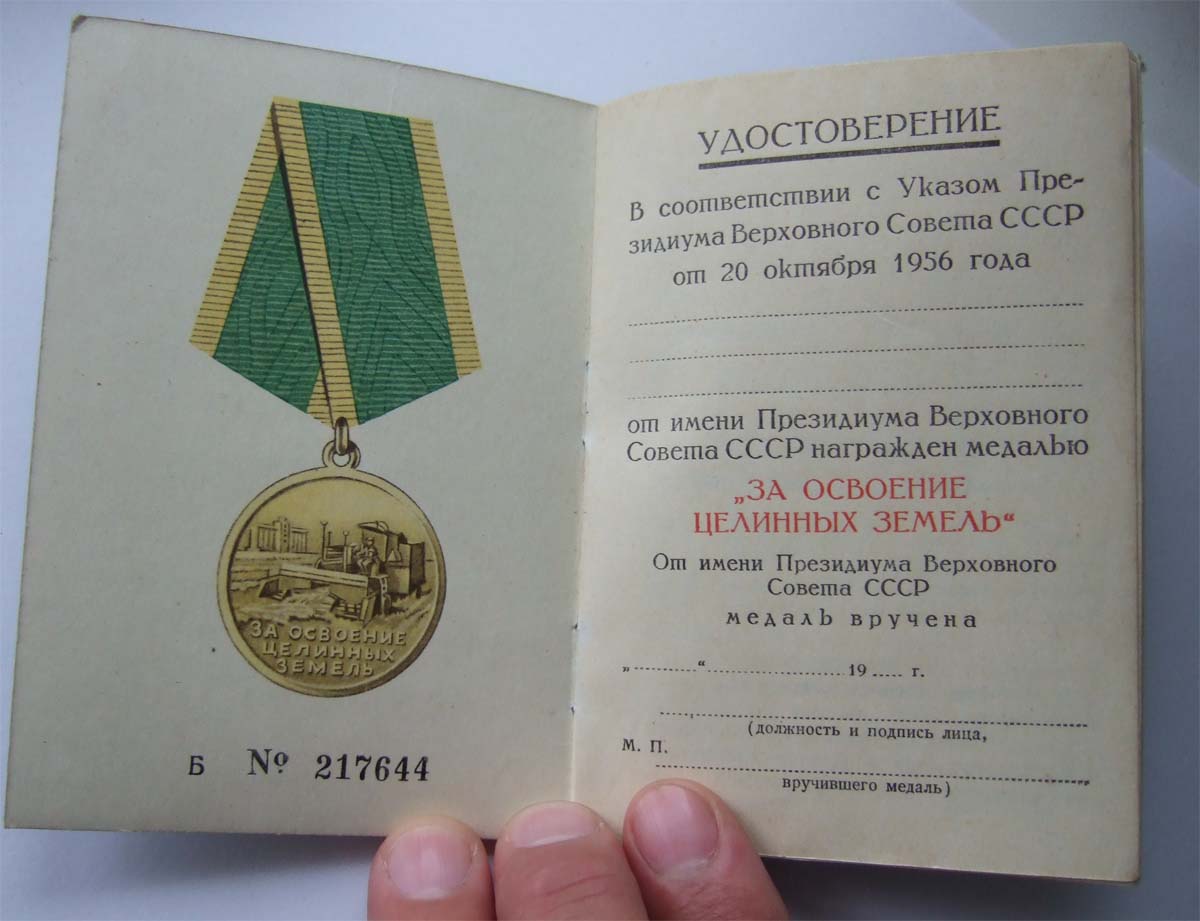 ЗА ОСВОЕНИЕ
ЦЕЛИННЫХ
ЗЕМЕЛЬ
Б № 217644
УДОСТОВЕРЕНИЕ
В соответствии с Указом Пре-
зидиума Верховного Совета СССР
от 20 октября 1956 года
от имени Президиума Верховного
Совета СССР награжден медалью
„ЗА ОСВОЕНИЕ
ЦЕЛИННЫХ ЗЕМЕЛЬ“
От имени Президиума Верховного
Совета СССР
медаль вручена
„..........“ .................... 19 ..... г.
(должность и подпись лица,
М. П.
вручившего медаль)